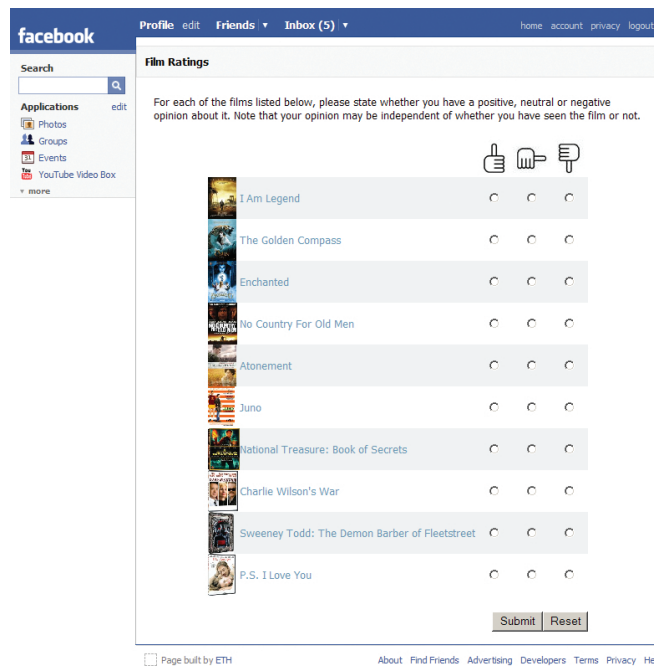 facebook
Profile edit Friends Inbox (5) home account privacy logout
Search
Applications edit
Photos
Groups
31 Events
You Tube YouTube Video Box
more
Film Ratings
For each of the films listed below, please state whether you have a positive, neutral or negative
opinion about it. Note that your opinion may be independent of whether you have seen the film or not.
I Am Legend
The Golden Compass
Enchanted
No Country For Old Men
Atonement
Juno
National Treasure: Book of Secrets
Charlie Wilson's War
Sweeney Todd: The Demon Barber of Fleetstreet
P.S. I Love You
Submit Reset
Page built by ETH About Find Friends Advertising Developers Terms Privacy He